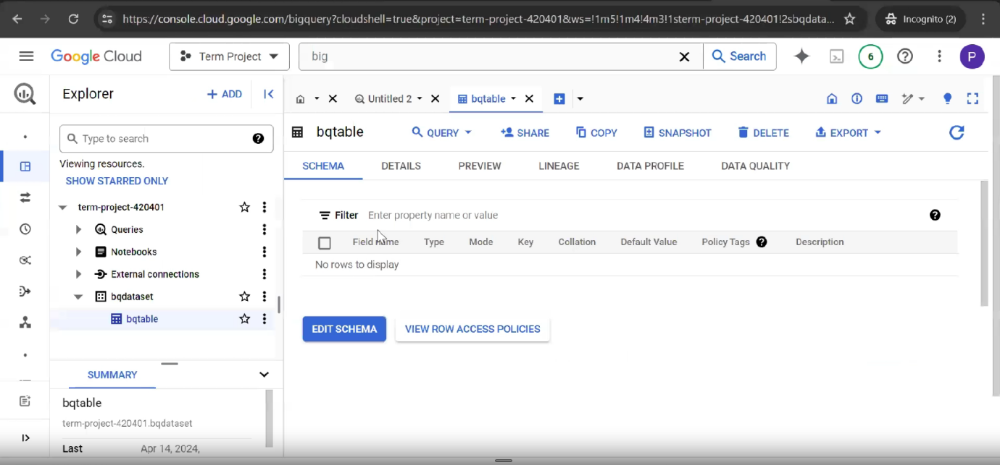 https://console.cloud.google.com/bigquery?cloudshell=true&project=term-project-420401&ws=!1m5!1m4!4m3!1sterm-project-420401!2sbqdata...
Incognito (2)
Google Cloud
Term Project
big
Search
6
P
Explorer
+ ADD
Untitled 2
bqtable
Type to search
bqtable
QUERY
SHARE
COPY
SNAPSHOT
DELETE
EXPORT
Viewing resources.
SHOW STARRED ONLY
SCHEMA
DETAILS
PREVIEW
LINEAGE
DATA PROFILE
DATA QUALITY
term-project-420401
Queries
Notebooks
External connections
bqdataset
bqtable
Filter
Enter property name or value
Field name
Type
Mode
Key
Collation
Default Value
Policy Tags
Description
No rows to display
EDIT SCHEMA
VIEW ROW ACCESS POLICIES
SUMMARY
bqtable
term-project-420401.bqdataset
Last
Apr 14, 2024,